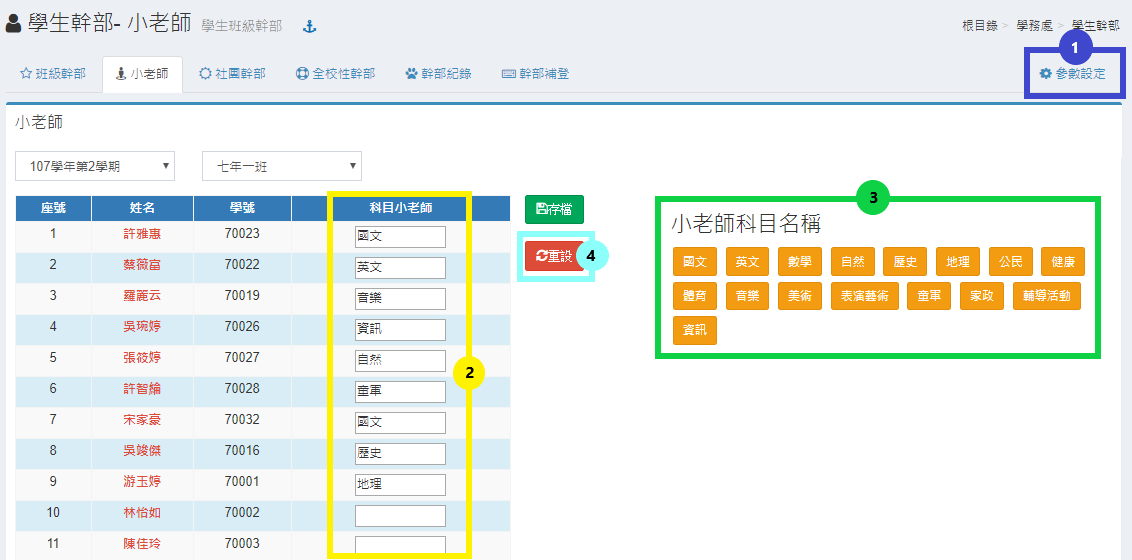 學生幹部- 小老師 學生班級幹部
根目錄 > 學務處 > 學生幹部
1
班級幹部 小老師 社團幹部 全校性幹部 幹部紀錄 幹部補登 參數設定
小老師
107學年第2學期 七年一班
座號 姓名 學號 科目小老師
1 許雅惠 70023 國文
2 蔡薇富 70022 英文
3 羅麗云 70019 音樂
4 吳琬婷 70026 資訊
5 張筱婷 70027 自然
6 許智綸 70028 童軍
7 宋家豪 70032 國文
8 吳竣傑 70016 歷史
9 游玉婷 70001 地理
10 林怡如 70002
11 陳佳玲 70003
2
存檔
重設
4
3
小老師科目名稱
國文 英文 數學 自然 歷史 地理 公民 健康
體育 音樂 美術 表演藝術 童軍 家政 輔導活動
資訊